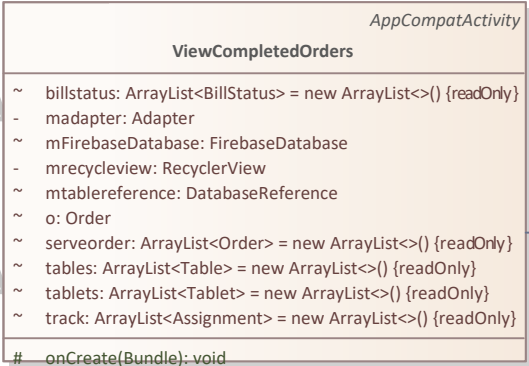 AppCompatActivity
ViewCompletedOrders
~ billstatus: ArrayList<BillStatus> = new ArrayList<>() {readOnly}
- madapter: Adapter
~ mFirebaseDatabase: FirebaseDatabase
- mrecycleview: RecyclerView
~ mtablereference: DatabaseReference
~ o: Order
~ serveorder: ArrayList<Order> = new ArrayList<>() {readOnly}
~ tables: ArrayList<Table> = new ArrayList<>() {readOnly}
~ tablets: ArrayList<Tablet> = new ArrayList<>() {readOnly}
~ track: ArrayList<Assignment> = new ArrayList<>() {readOnly}
# onCreate(Bundle): void